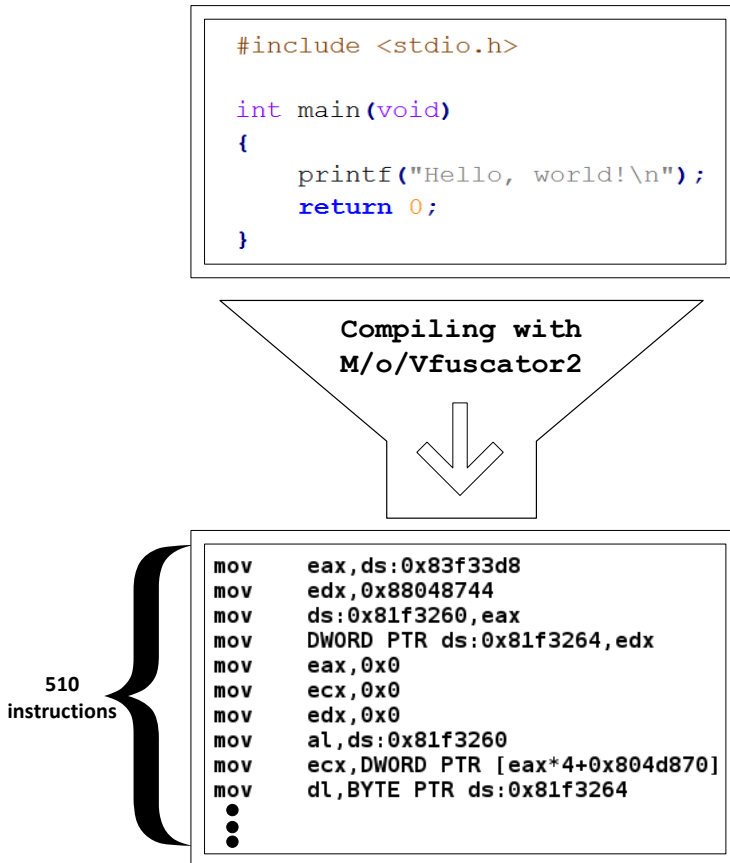 #include <stdio.h>
int main(void)
{
printf("Hello, world!\n");
return 0;
}
Compiling with
M/o/Vfuscator2
510
instructions
mov eax,ds:0x83f33d8
mov edx,0x88048744
mov ds:0x81f3260,eax
mov DWORD PTR ds:0x81f3264,edx
mov eax,0x0
mov ecx,0x0
mov edx,0x0
mov al,ds:0x81f3260
mov ecx,DWORD PTR [eax*4+0x804d870]
mov dl,BYTE PTR ds:0x81f3264